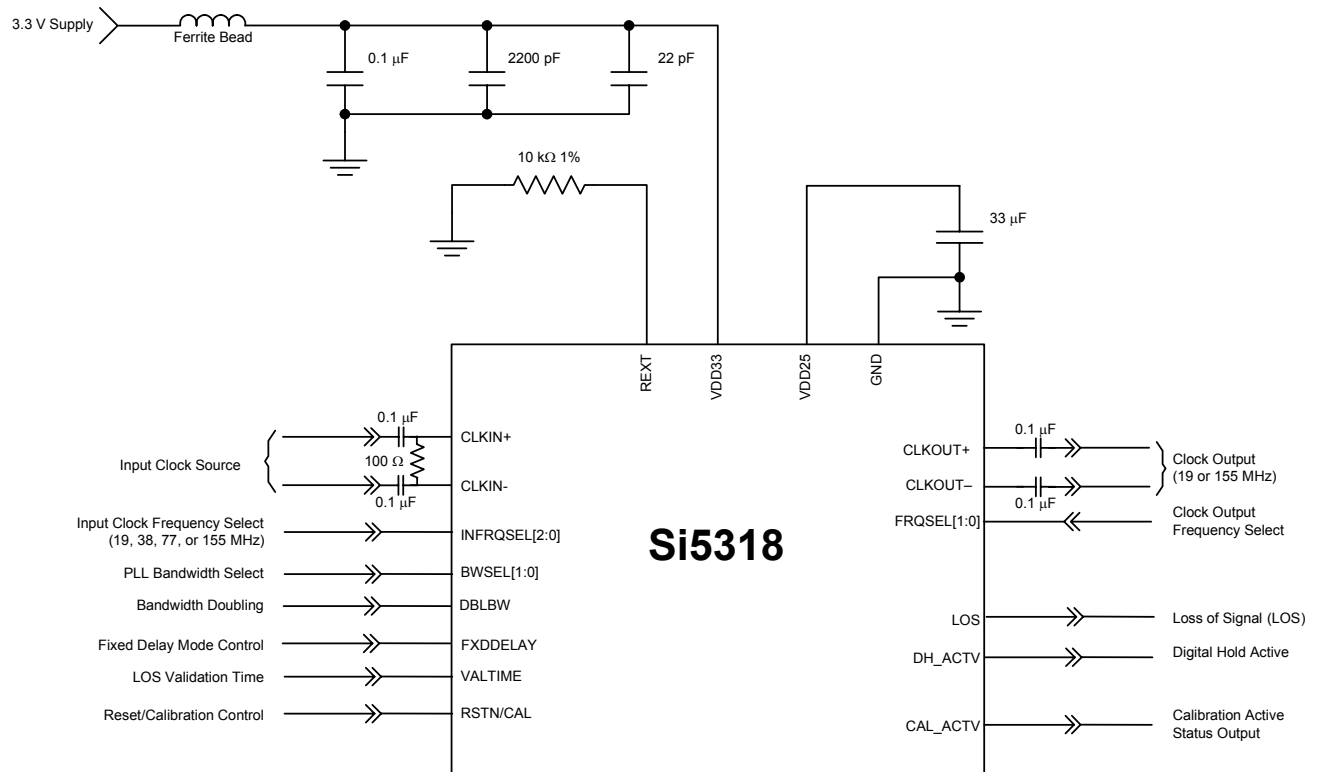 3.3 V Supply
Ferrite Bead
0.1 μF
2200 pF
22 pF
10 kΩ 1%
33 μF
REXT
VDD33
VDD25
GND
Input Clock Source
0.1 μF
100 Ω
0.1 μF
CLKIN+
CLKIN-
Input Clock Frequency Select
(19, 38, 77, or 155 MHz)
INFRQSEL[2:0]
PLL Bandwidth Select
BWSEL[1:0]
Bandwidth Doubling
DBLBW
Fixed Delay Mode Control
FXDDELAY
LOS Validation Time
VALTIME
Reset/Calibration Control
RSTN/CAL
Si5318
CLKOUT+
0.1 μF
CLKOUT–
0.1 μF
Clock Output
(19 or 155 MHz)
FRQSEL[1:0]
Clock Output
Frequency Select
LOS
Loss of Signal (LOS)
DH_ACTV
Digital Hold Active
CAL_ACTV
Calibration Active
Status Output